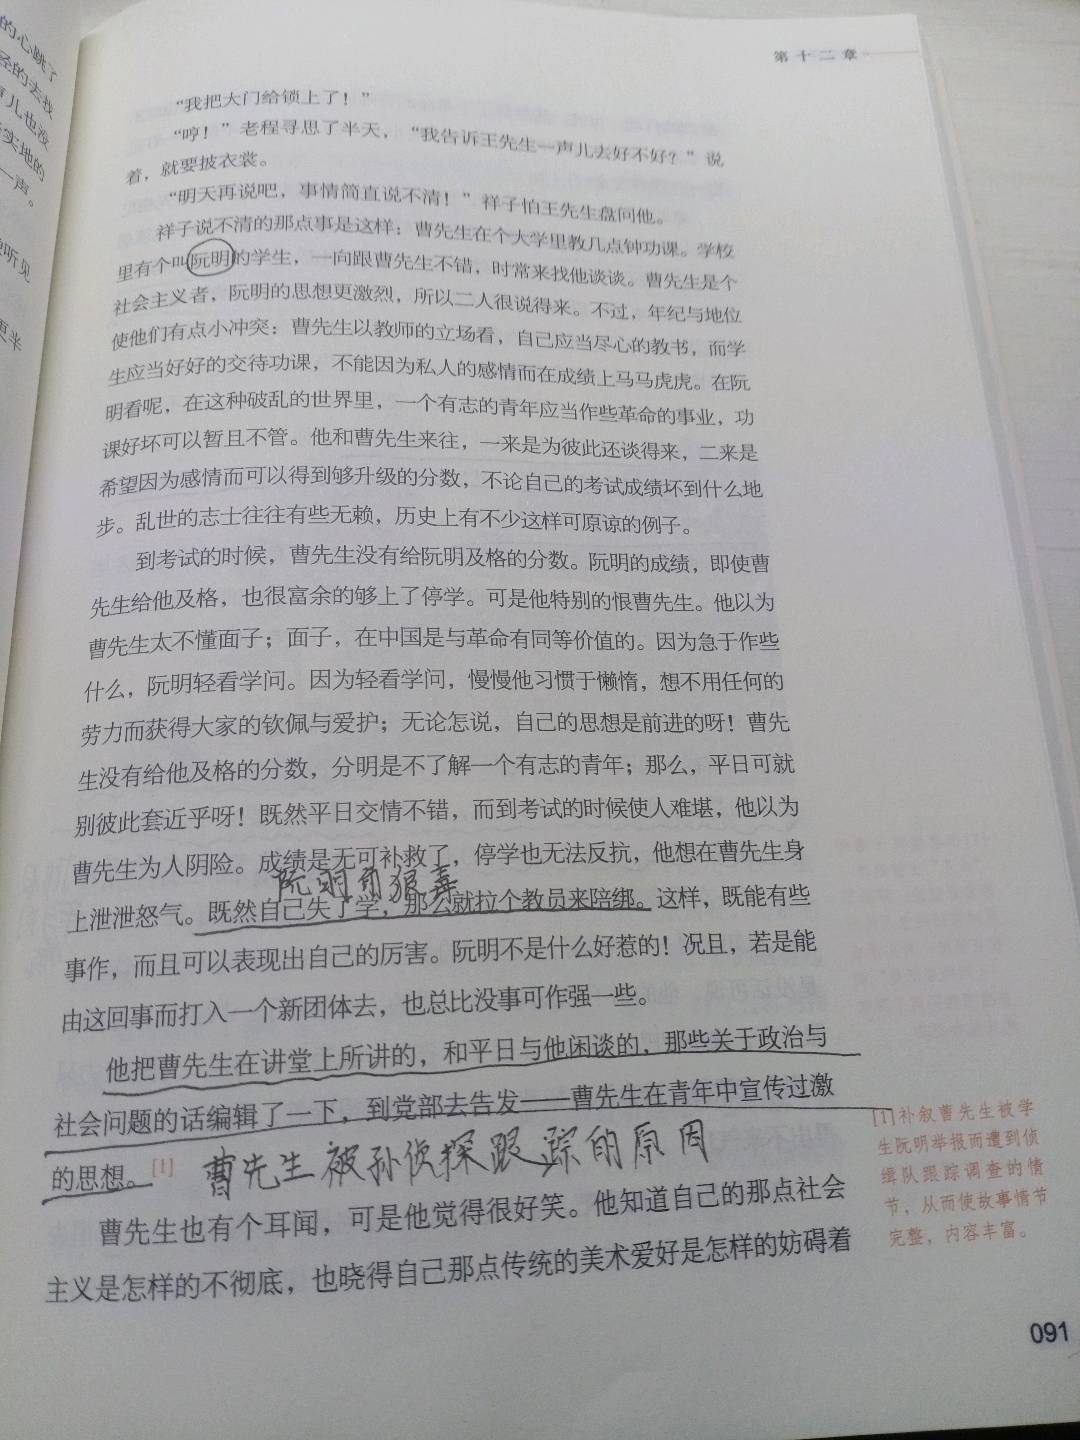 的心跳了
经的去找
儿也没
实地的
一声。
听见
更半
第十二章
“我把大门给锁上了！”
“哼！”老程寻思了半天，“我告诉王先生一声儿去好不好？”说
着，就要披衣裳。
“明天再说吧，事情简直说不清！”祥子怕王先生盘问他。
祥子说不清的那点事是这样：曹先生在个大学里教几点钟功课。学校
里有个叫阮明的学生，一向跟曹先生不错，时常来找他谈谈。曹先生是个
社会主义者，阮明的思想更激烈，所以二人很说得来。不过，年纪与地位
使他们有点小冲突：曹先生以教师的立场看，自己应当尽心的教书，而学
生应当好好的交待功课，不能因为私人的感情而在成绩上马马虎虎。在阮
明看呢，在这种破乱的世界里，一个有志的青年应当作些革命的事业，功
课好坏可以暂且不管。他和曹先生来往，一来是为彼此还谈得来，二来是
希望因为感情而可以得到够升级的分数，不论自己的考试成绩坏到什么地
步。乱世的志士往往有些无赖，历史上有不少这样可原谅的例子。
到考试的时候，曹先生没有给阮明及格的分数。阮明的成绩，即使曹
先生给他及格，也很富余的够上了停学。可是他特别的恨曹先生。他以为
曹先生太不懂面子；面子，在中国是与革命有同等价值的。因为急于作些
什么，阮明轻看学问。因为轻看学问，慢慢他习惯于懒惰，想不用任何的
劳力而获得大家的钦佩与爱护；无论怎说，自己的思想是前进的呀！曹先
生没有给他及格的分数，分明是不了解一个有志的青年；那么，平日可就
别彼此套近乎呀！既然平日交情不错，而到考试的时候使人难堪，他以为
曹先生为人阴险。成绩是无可补救了，停学也无法反抗，他想在曹先生身
阮明的狠毒
上泄泄怒气。既然自己失了学，那么就拉个教员来陪绑。这样，既能有些
事作，而且可以表现出自己的厉害。阮明不是什么好惹的！况且，若是能
由这回事而打入一个新团体去，也总比没事可作强一些。
他把曹先生在讲堂上所讲的，和平日与他闲谈的，那些关于政治与
社会问题的话编辑了一下，到党部去告发——曹先生在青年中宣传过激
的思想。[1]
曹先生被孙侦探跟踪的原因
[1]补叙曹先生被学
生阮明举报而遭到侦
缉队跟踪调查的情
节，从而使故事情节
完整，内容丰富。
曹先生也有个耳闻，可是他觉得很好笑。他知道自己的那点社会
主义是怎样的不彻底，也晓得自己那点传统的美术爱好是怎样的妨碍着
091